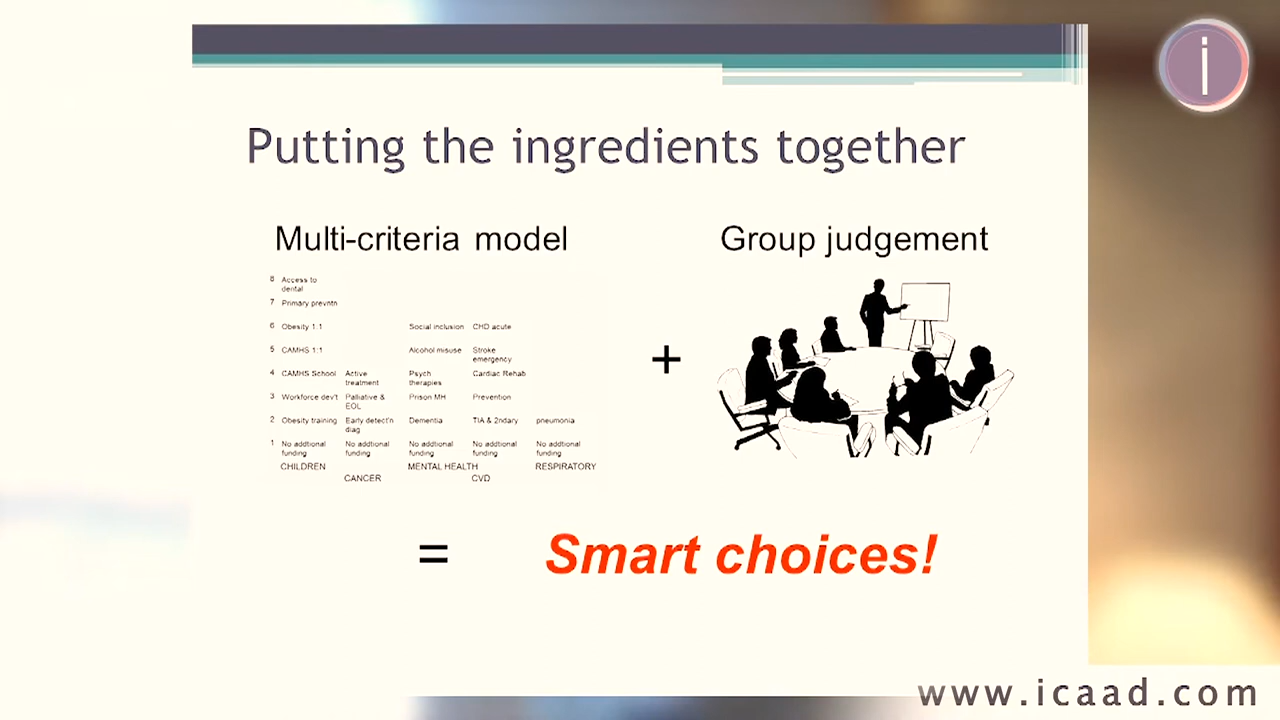 i
Putting the ingredients together
Multi-criteria model
Group judgement
8 Access to
dental
7 Primary prevntn
6 Obesity 1.1 Social inclusion CHD acute
5 CAMHS 1:1 Alcohol misuse Stroke
emergency
4 CAMHS School Active Psych Cardiac Rehab
treatment therapies
3 Workforce dev't Palliative & Prison MH Prevention
EOL
2 Obesity training Early detect'n Dementia TIA & 2ndary pneumonia
diag
1 No addtional No addtional No addtional No addtional No addtional
funding funding funding funding funding
CHILDREN MENTAL HEALTH RESPIRATORY
CANCER CVD
+
= Smart choices!
www.icaad.com